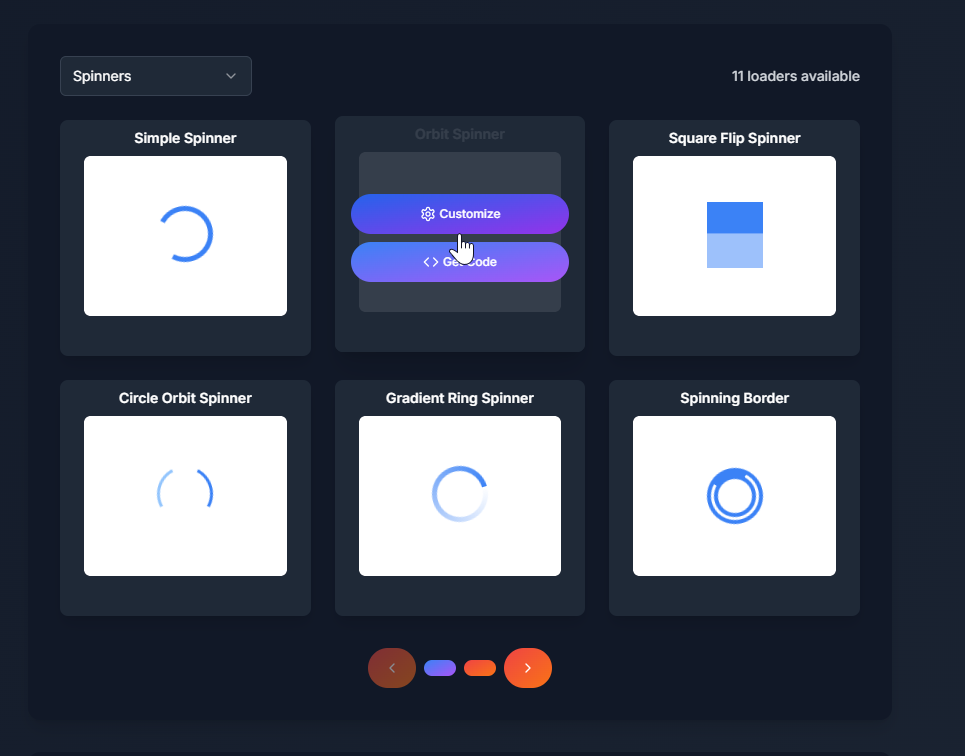 Spinners
11 loaders available
Simple Spinner
Orbit Spinner
Square Flip Spinner
Customize
Get Code
Circle Orbit Spinner
Gradient Ring Spinner
Spinning Border